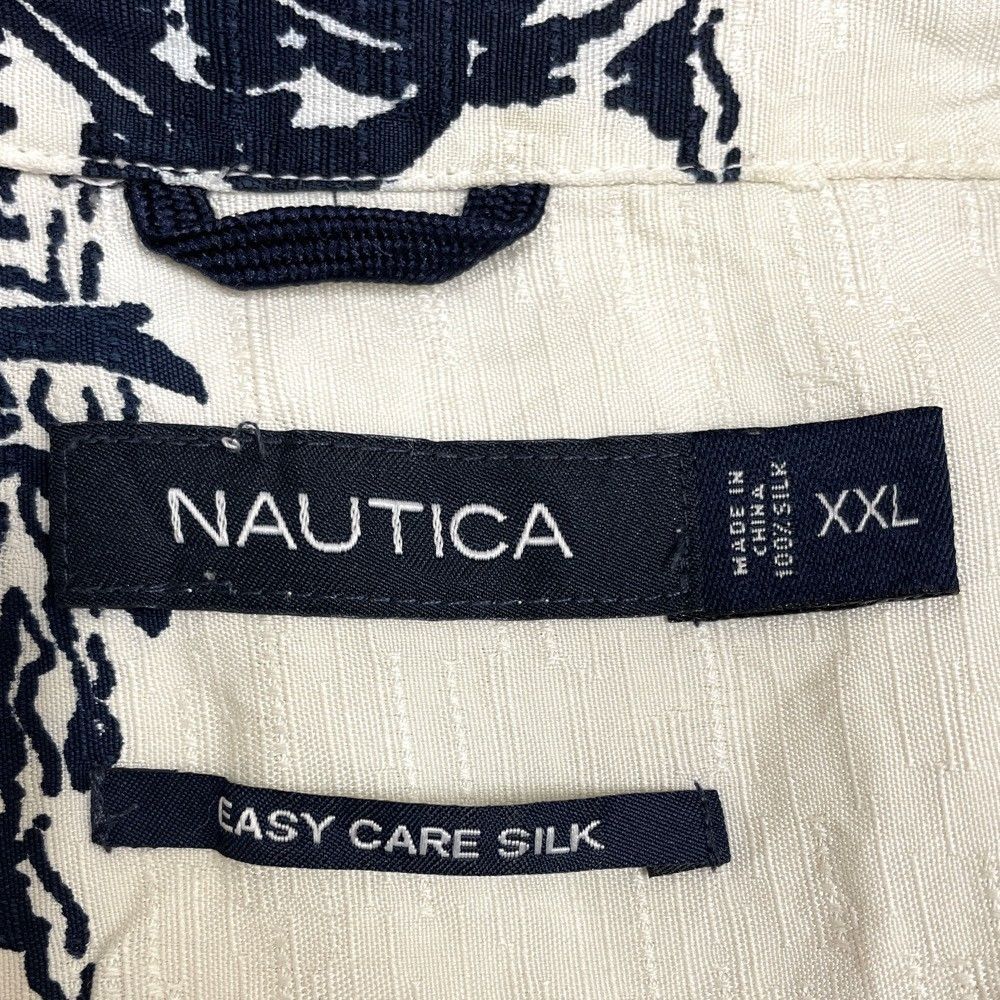 NAUTICA
MADE IN
CHINA
100% SILK
XXL
EASY CARE SILK